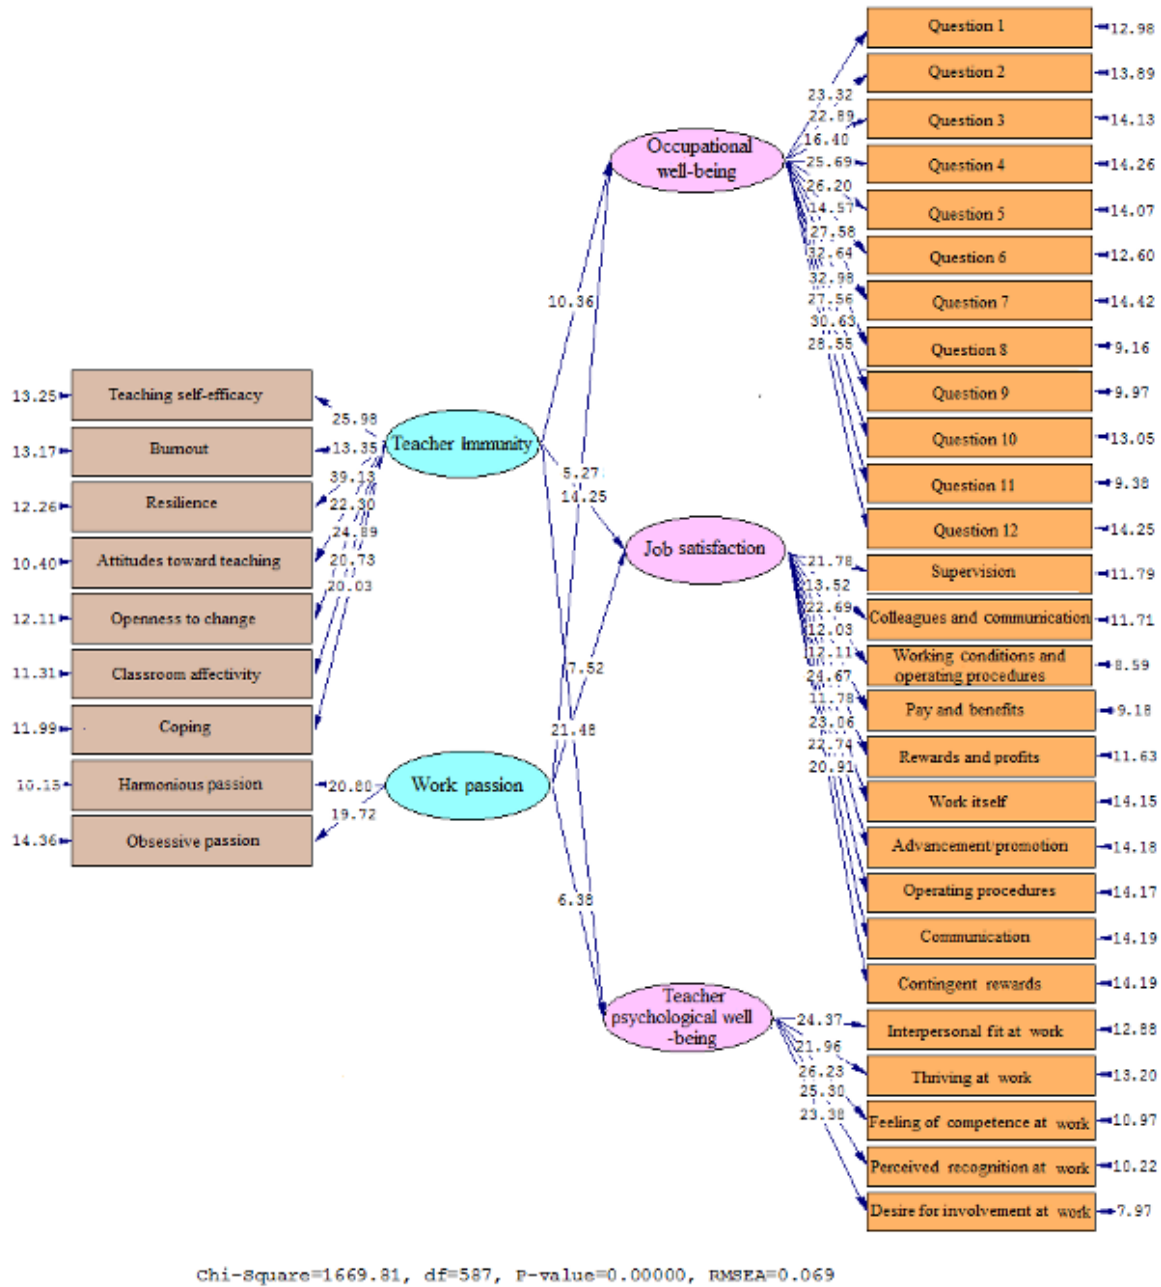 Question 1
12.98
Question 2
13.89
Question 3
14.13
Question 4
14.26
Question 5
14.07
Question 6
12.60
Question 7
14.42
Question 8
9.16
Question 9
9.97
Question 10
13.05
Question 11
9.38
Question 12
14.25
23.32
22.89
16.40
25.69
26.20
14.57
27.58
32.64
32.98
27.56
30.63
28.55
Occupational
well-being
10.36
13.25
Teaching self-efficacy
13.17
Burnout
12.26
Resilience
10.40
Attitudes toward teaching
12.11
Openness to change
11.31
Classroom affectivity
11.99
Coping
10.15
Harmonious passion
14.36
Obsessive passion
25.98
13.35
39.13
22.30
24.89
20.73
20.03
Teacher immunity
5.27
14.25
Job satisfaction
7.52
21.48
20.80
19.72
Work passion
6.38
21.78
13.52
22.69
12.03
12.11
24.67
11.78
23.06
22.74
20.91
Supervision
11.79
Colleagues and communication
11.71
Working conditions and
operating procedures
8.59
Pay and benefits
9.18
Rewards and profits
11.63
Work itself
14.15
Advancement/promotion
14.18
Operating procedures
14.17
Communication
14.19
Contingent rewards
14.19
Teacher
psychological well
-being
24.37
21.96
26.23
25.30
23.38
Interpersonal fit at work
12.88
Thriving at work
13.20
Feeling of competence at work
10.97
Perceived recognition at work
10.22
Desire for involvement at work
7.97
Chi-Square=1669.81, df=587, P-value=0.00000, RMSEA=0.069